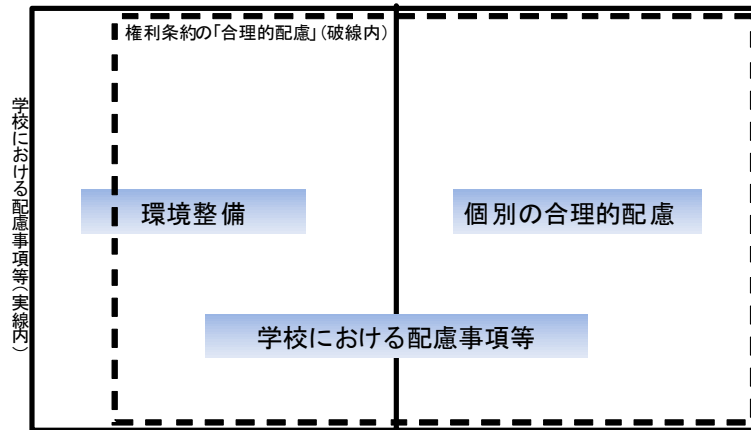 権利条約の「合理的配慮」(破線内)
学校における配慮事項等(実線内)
環境整備
個別の合理的配慮
学校における配慮事項等